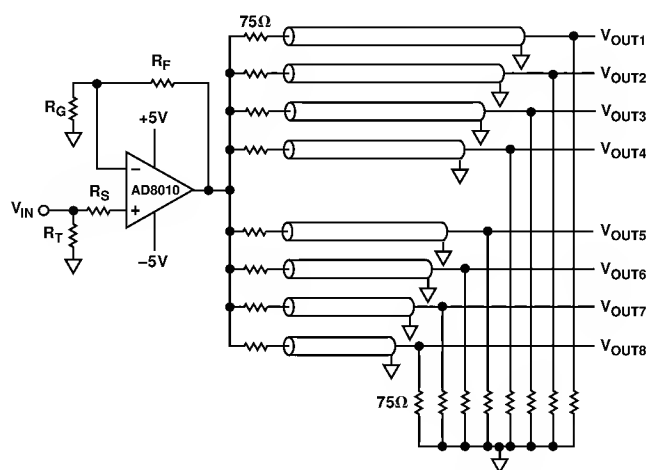 75Ω
VOUT1
VOUT2
RF
RG
VOUT3
+5V
VOUT4
–
AD8010
RS
VIN
+
RT
–5V
VOUT5
VOUT6
VOUT7
VOUT8
75Ω